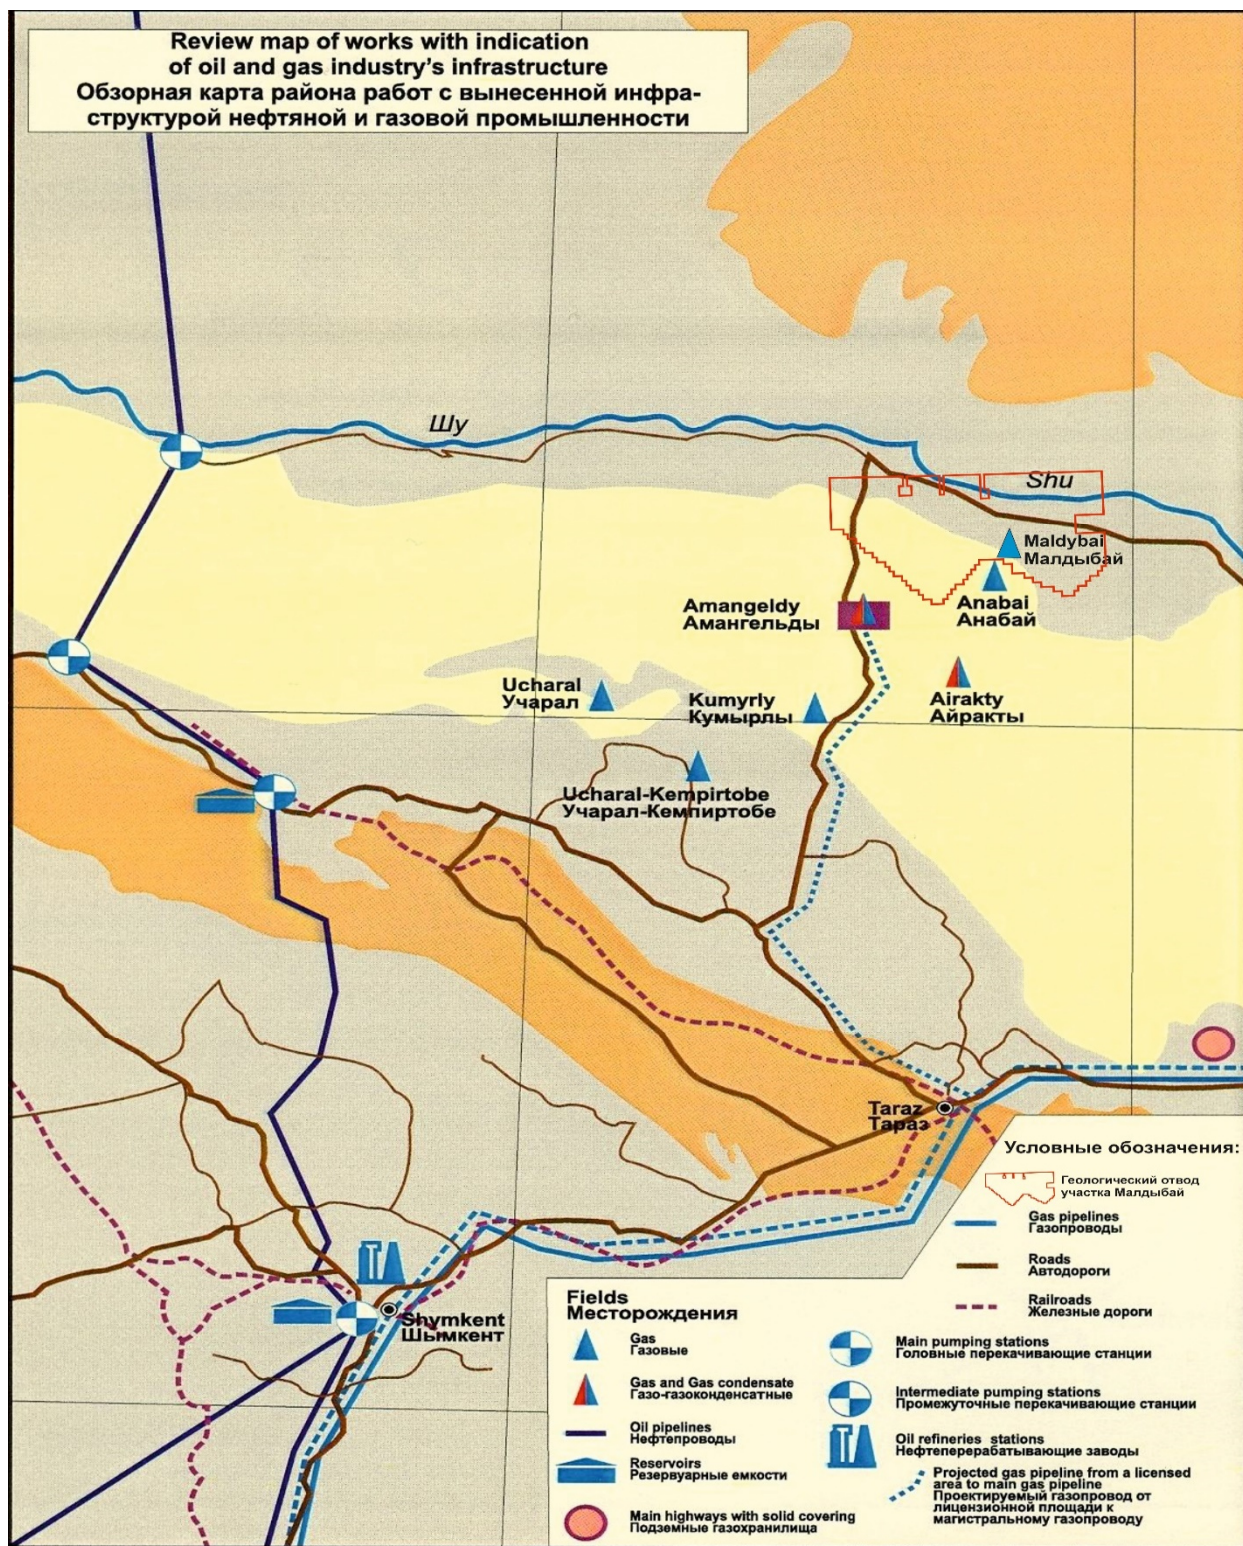 Review map of works with indication
of oil and gas industry's infrastructure
Обзорная карта района работ с вынесенной инфра-
структурой нефтяной и газовой промышленности
Шу
Shu
Maldybai
Малдыбай
Anabai
Анабай
Amangeldy
Амангельды
Ucharal
Учарал
Kumyrly
Кумырлы
Airakty
Айракты
Ucharal-Kempirtobe
Учарал-Кемпиртобе
Taraz
Тараз
Shymkent
Шымкент
Условные обозначения:
Геологический отвод
участка Малдыбай
Gas pipelines
Газопроводы
Roads
Автодороги
Railroads
Железные дороги
Fields
Месторождения
Gas
Газовые
Gas and Gas condensate
Газо-газоконденсатные
Oil pipelines
Нефтепроводы
Reservoirs
Резервуарные емкости
Main highways with solid covering
Подземные газохранилища
Main pumping stations
Головные перекачивающие станции
Intermediate pumping stations
Промежуточные перекачивающие станции
Oil refineries stations
Нефтеперерабатывающие заводы
Projected gas pipeline from a licensed
area to main gas pipeline
Проектируемый газопровод от
лицензионной площади к
магистральному газопроводу